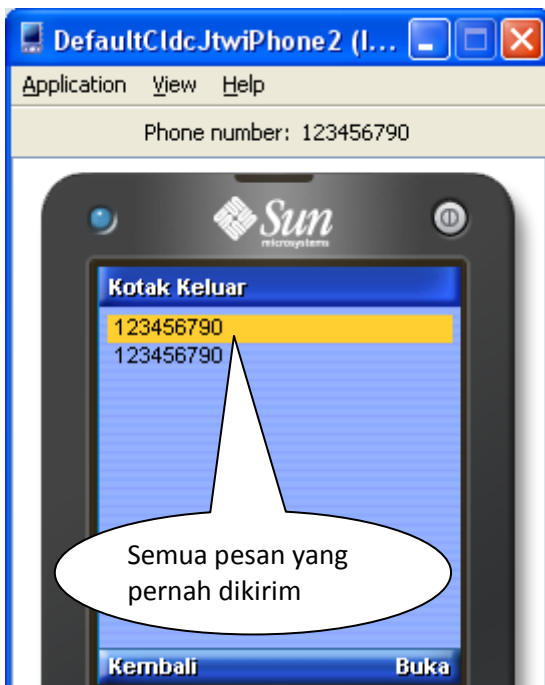 DefaultCldcJtwiPhone2 (I...
Application View Help
Phone number: 123456790
Sun
microsystems
Kotak Keluar
123456790
123456790
Semua pesan yang
pernah dikirim
Kembali Buka